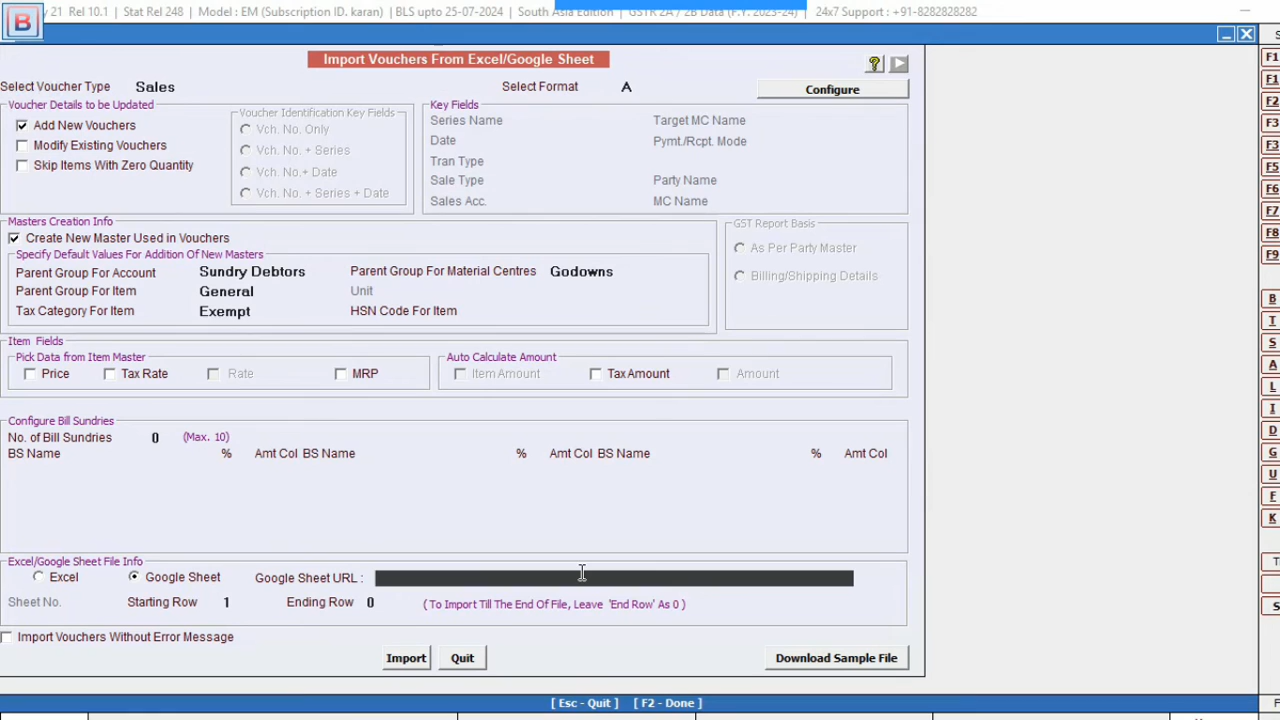 y 21 Rel 10.1 | Stat Rel 248 | Model : EM (Subscription ID. karan) | BLS upto 25-07-2024 | South Asia Edition | GSTR 2A / 2B Data (F.Y. 2023-24) | 24x7 Support : +91-8282828282
B
Import Vouchers From Excel/Google Sheet
?
Select Voucher Type Sales Select Format A Configure
Voucher Details to be Updated
Add New Vouchers
Modify Existing Vouchers
Skip Items With Zero Quantity
Voucher Identification Key Fields
Vch. No. Only
Vch. No. + Series
Vch. No.+ Date
Vch. No. + Series + Date
Key Fields
Series Name Target MC Name
Date Pymt./Rcpt. Mode
Tran Type
Sale Type Party Name
Sales Acc. MC Name
Masters Creation Info
Create New Master Used in Vouchers
Specify Default Values For Addition Of New Masters
Parent Group For Account Sundry Debtors Parent Group For Material Centres Godowns
Parent Group For Item General Unit
Tax Category For Item Exempt HSN Code For Item
GST Report Basis
As Per Party Master
Billing/Shipping Details
Item Fields
Pick Data from Item Master
Price Tax Rate Rate MRP
Auto Calculate Amount
Item Amount Tax Amount Amount
Configure Bill Sundries
No. of Bill Sundries 0 (Max. 10)
BS Name % Amt Col BS Name % Amt Col BS Name % Amt Col
Excel/Google Sheet File Info
Excel Google Sheet Google Sheet URL :
Sheet No. Starting Row 1 Ending Row 0 ( To Import Till The End Of File, Leave 'End Row' As 0 )
Import Vouchers Without Error Message
Import Quit Download Sample File
[ Esc - Quit ] [ F2 - Done ]
S
F1
F1
F2
F3
F3
F5
F6
F7
F8
F9
B
T
S
A
L
I
D
G
U
F
K
T
S
F